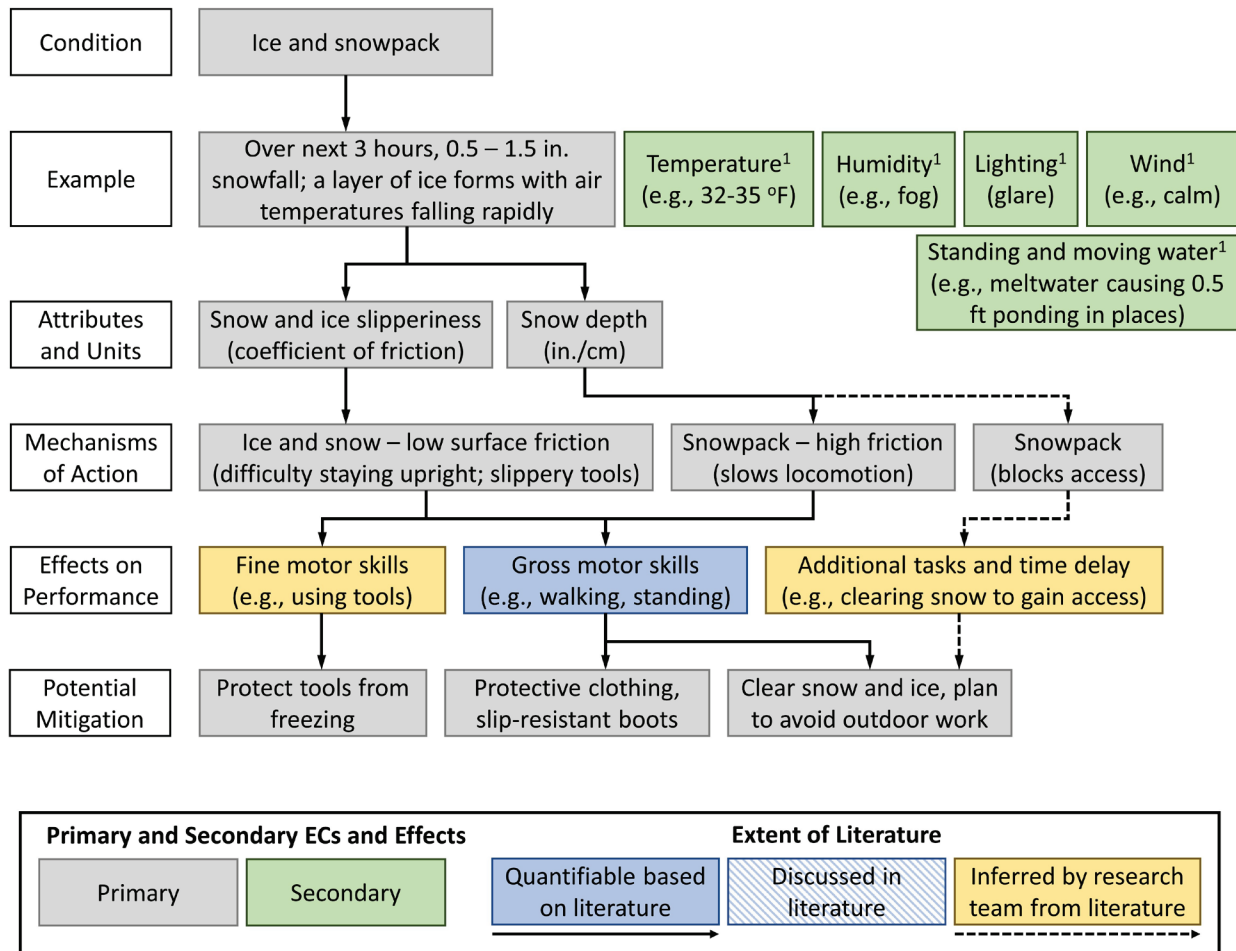 Condition
Ice and snowpack
Example
Over next 3 hours, 0.5 – 1.5 in.
snowfall; a layer of ice forms with air
temperatures falling rapidly
Temperature¹
(e.g., 32-35 ºF)
Humidity¹
(e.g., fog)
Lighting¹
(glare)
Wind¹
(e.g., calm)
Standing and moving water¹
(e.g., meltwater causing 0.5
ft ponding in places)
Attributes
and Units
Snow and ice slipperiness
(coefficient of friction)
Snow depth
(in./cm)
Mechanisms
of Action
Ice and snow – low surface friction
(difficulty staying upright; slippery tools)
Snowpack – high friction
(slows locomotion)
Snowpack
(blocks access)
Effects on
Performance
Fine motor skills
(e.g., using tools)
Gross motor skills
(e.g., walking, standing)
Additional tasks and time delay
(e.g., clearing snow to gain access)
Potential
Mitigation
Protect tools from
freezing
Protective clothing,
slip-resistant boots
Clear snow and ice, plan
to avoid outdoor work
Primary and Secondary ECs and Effects
Primary
Secondary
Extent of Literature
Quantifiable based
on literature
Discussed in
literature
Inferred by research
team from literature